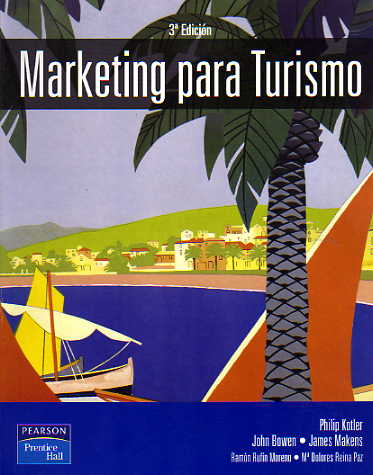 3ª Edición
Marketing para Turismo
Philip Kotler
John Bowen • James Makens
Ramón Rufín Moreno • Mª Dolores Reina Paz
PEARSON
Prentice
Hall